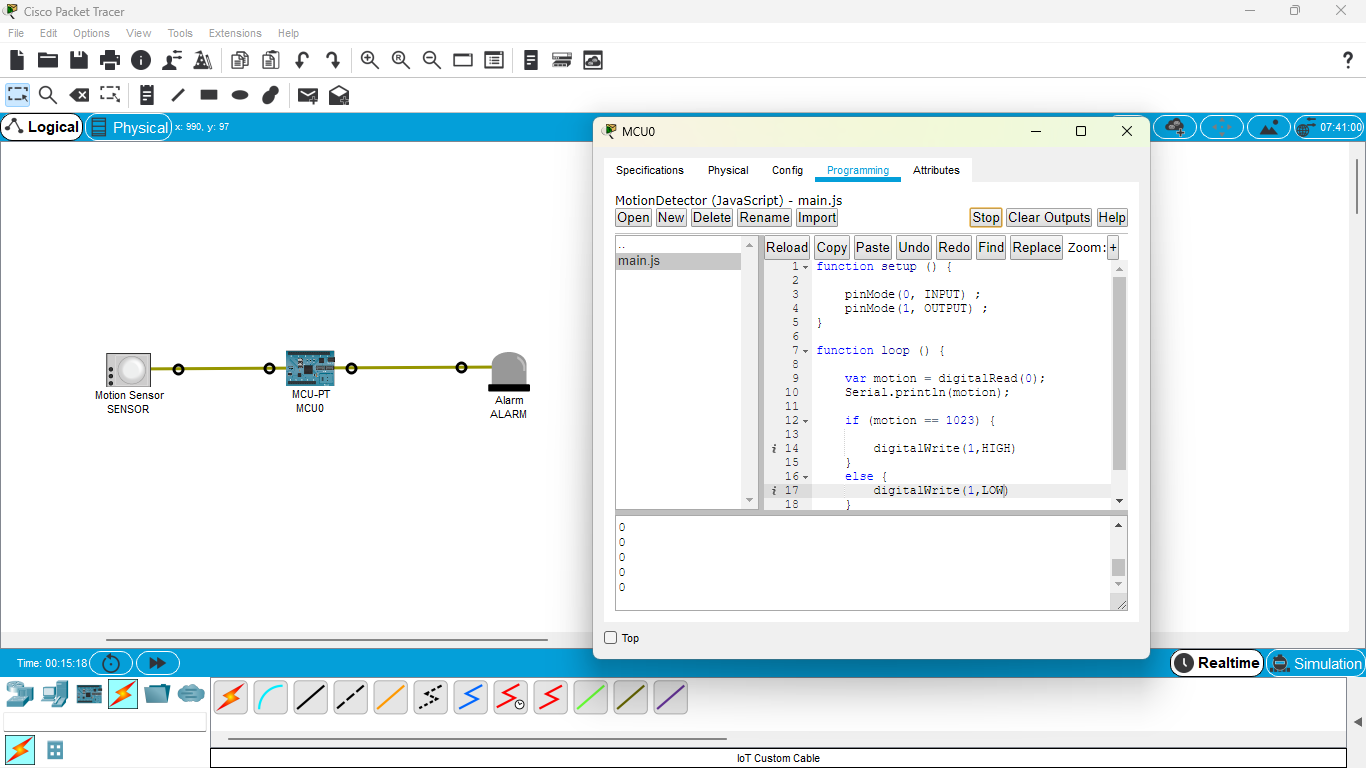 Cisco Packet Tracer
File Edit Options View Tools Extensions Help
Logical Physical x: 990, y: 97
07:41:00
Motion Sensor
SENSOR
MCU-PT
MCU0
Alarm
ALARM
MCU0
Specifications Physical Config Programming Attributes
MotionDetector (JavaScript) - main.js
Open New Delete Rename Import Stop Clear Outputs Help
..
main.js
Reload Copy Paste Undo Redo Find Replace Zoom: +
1 function setup () {
2
3 pinMode(0, INPUT) ;
4 pinMode(1, OUTPUT) ;
5 }
6
7 function loop () {
8
9 var motion = digitalRead(0);
10 Serial.println(motion);
11
12 if (motion == 1023) {
13
i 14 digitalWrite(1,HIGH)
15 }
16 else {
i 17 digitalWrite(1,LOW)
18 }
0
0
0
0
0
Top
Time: 00:15:18
Realtime Simulation
IoT Custom Cable